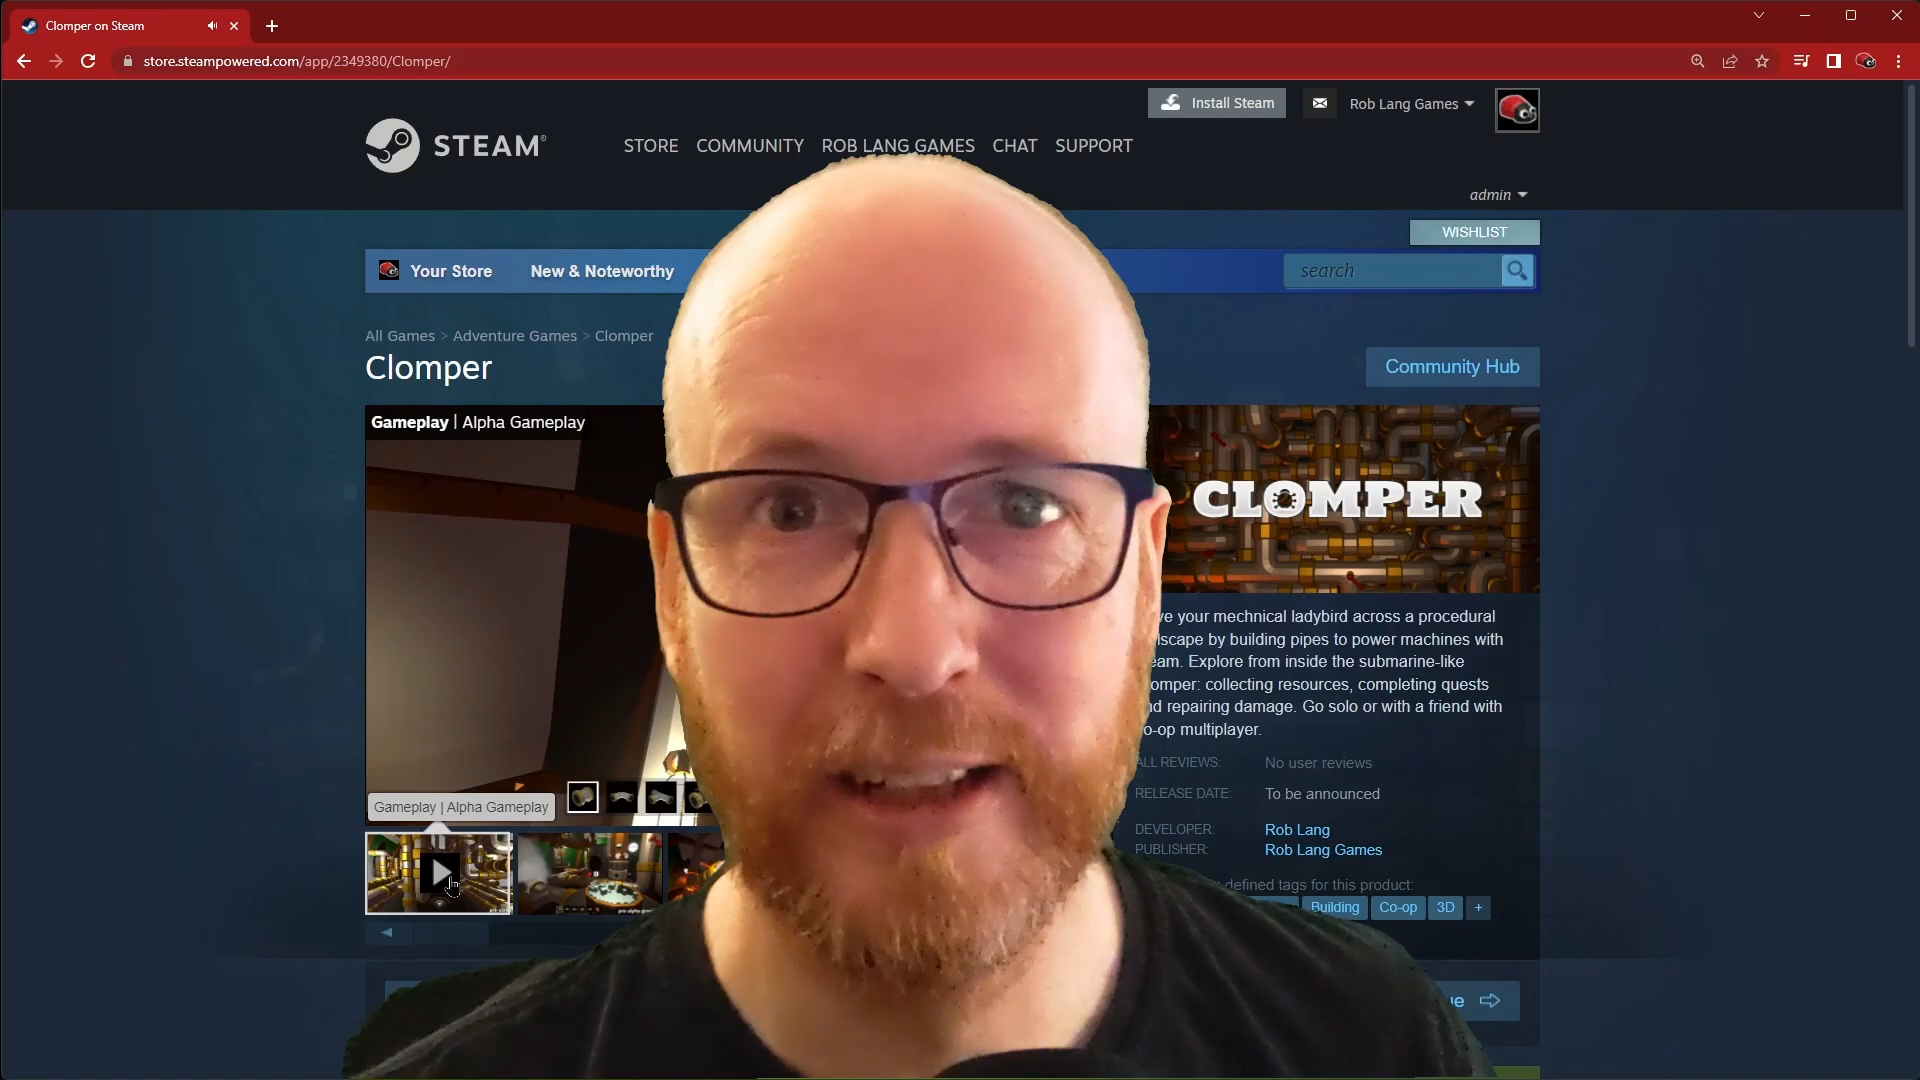 Clomper on Steam
store.steampowered.com/app/2349380/Clomper/
Install Steam
Rob Lang Games
STEAM®
STORE COMMUNITY ROB LANG GAMES CHAT SUPPORT
admin
WISHLIST
Your Store New & Noteworthy
search
All Games > Adventure Games > Clomper
Clomper
Community Hub
Gameplay | Alpha Gameplay
CLOMPER
your mechnical ladybird across a procedural
by building pipes to power machines with
Explore from inside the submarine-like
collecting resources, completing quests
repairing damage. Go solo or with a friend with
multiplayer.
ALL REVIEWS: No user reviews
RELEASE DATE: To be announced
Gameplay | Alpha Gameplay
DEVELOPER: Rob Lang
PUBLISHER: Rob Lang Games
defined tags for this product:
Building Co-op 3D +